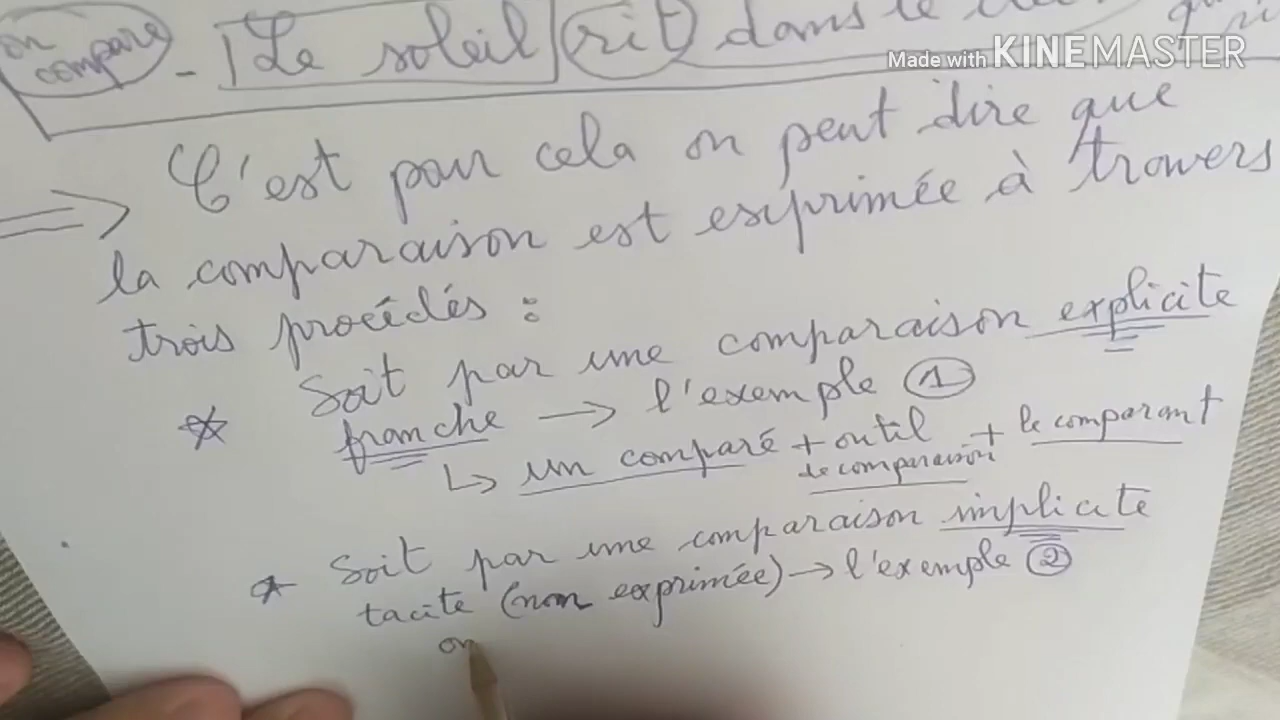 on
compare
- Le soleil rit dans le
Made with KINEMASTER
C'est pour cela on peut dire que
la comparaison est exprimée à travers
trois procédés :
* Soit par une comparaison explicite
franche → l'exemple 1
↳ un comparé + outil de comparaison + le comparant
* Soit par une comparaison implicite
tacite (non exprimée) → l'exemple 2
on